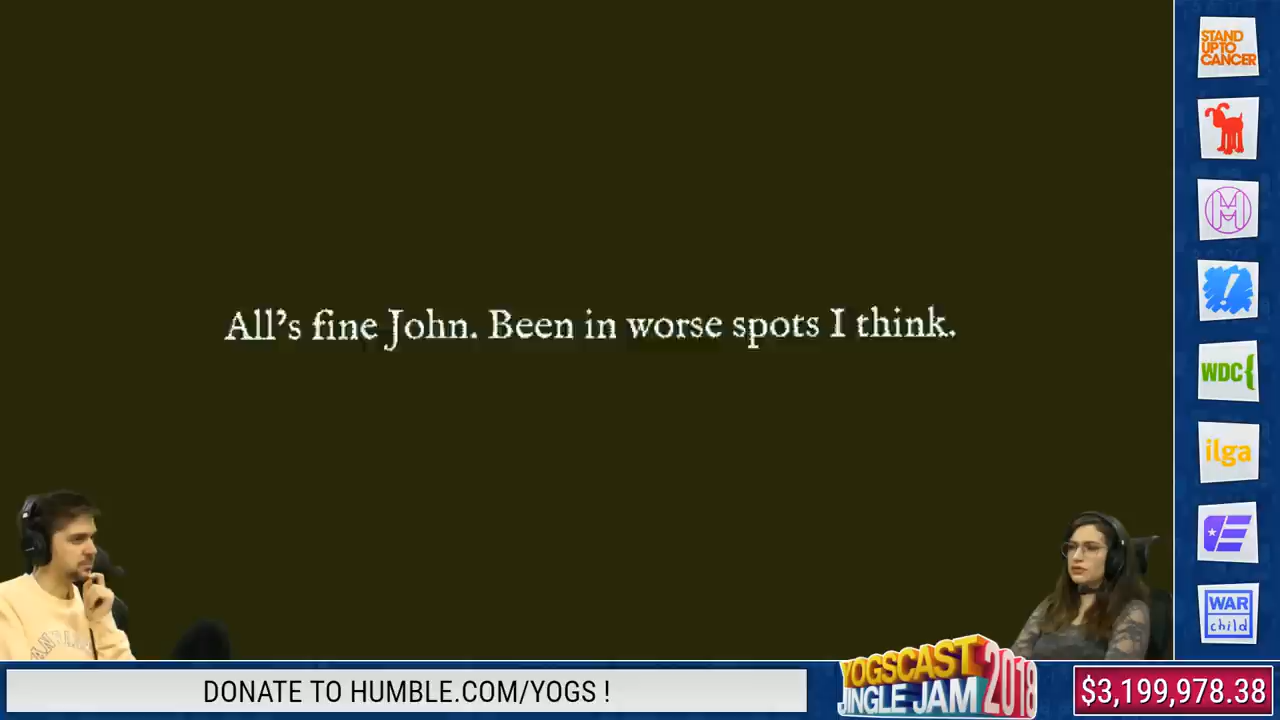 All's fine John. Been in worse spots I think.
STAND
UP TO
CANCER
WDC
ilga
WAR
child
DONATE TO HUMBLE.COM/YOGS !
YOGSCAST
JINGLE JAM 2018
$3,199,978.38